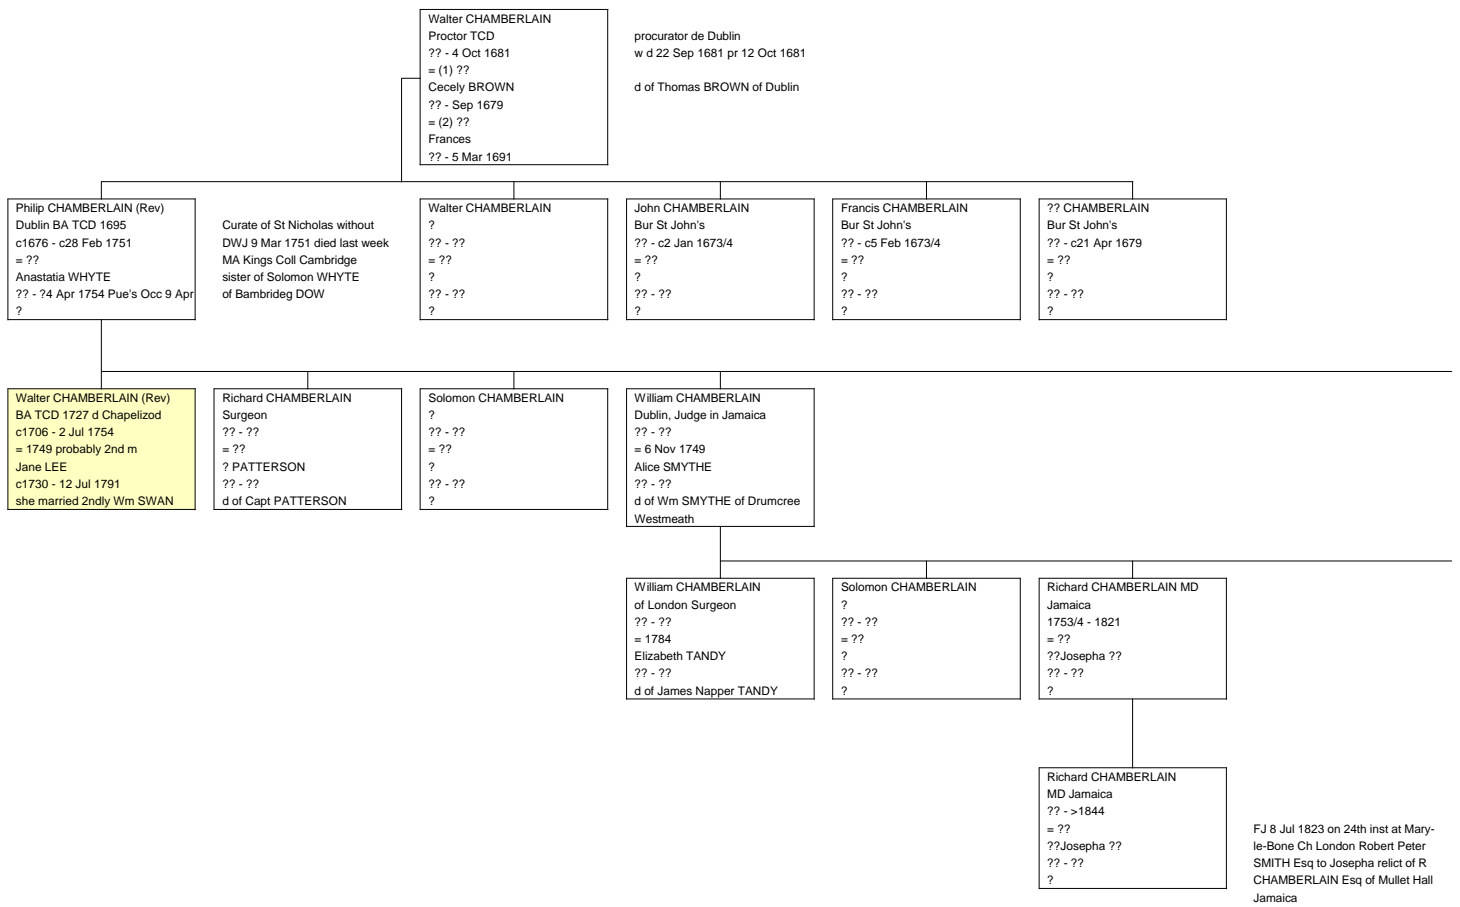 Walter CHAMBERLAIN
Proctor TCD
?? - 4 Oct 1681
= (1) ??
Cecely BROWN
?? - Sep 1679
= (2) ??
Frances
?? - 5 Mar 1691
procurator de Dublin
w d 22 Sep 1681 pr 12 Oct 1681
d of Thomas BROWN of Dublin
Philip CHAMBERLAIN (Rev)
Dublin BA TCD 1695
c1676 - c28 Feb 1751
= ??
Anastatia WHYTE
?? - ?4 Apr 1754 Pue's Occ 9 Apr
?
Curate of St Nicholas without
DWJ 9 Mar 1751 died last week
MA Kings Coll Cambridge
sister of Solomon WHYTE
of Bambrideg DOW
Walter CHAMBERLAIN
?
?? - ??
= ??
?
?? - ??
?
John CHAMBERLAIN
Bur St John's
?? - c2 Jan 1673/4
= ??
?
?? - ??
?
Francis CHAMBERLAIN
Bur St John's
?? - c5 Feb 1673/4
= ??
?
?? - ??
?
?? CHAMBERLAIN
Bur St John's
?? - c21 Apr 1679
= ??
?
?? - ??
?
Walter CHAMBERLAIN (Rev)
BA TCD 1727 d Chapelizod
c1706 - 2 Jul 1754
= 1749 probably 2nd m
Jane LEE
c1730 - 12 Jul 1791
she married 2ndly Wm SWAN
Richard CHAMBERLAIN
Surgeon
?? - ??
= ??
? PATTERSON
?? - ??
d of Capt PATTERSON
Solomon CHAMBERLAIN
?
?? - ??
= ??
?
?? - ??
?
William CHAMBERLAIN
Dublin, Judge in Jamaica
?? - ??
= 6 Nov 1749
Alice SMYTHE
?? - ??
d of Wm SMYTHE of Drumcree
Westmeath
William CHAMBERLAIN
of London Surgeon
?? - ??
= 1784
Elizabeth TANDY
?? - ??
d of James Napper TANDY
Solomon CHAMBERLAIN
?
?? - ??
= ??
?
?? - ??
?
Richard CHAMBERLAIN MD
Jamaica
1753/4 - 1821
= ??
??Josepha ??
?? - ??
?
Richard CHAMBERLAIN
MD Jamaica
?? - >1844
= ??
??Josepha ??
?? - ??
?
FJ 8 Jul 1823 on 24th inst at Mary-
le-Bone Ch London Robert Peter
SMITH Esq to Josepha relict of R
CHAMBERLAIN Esq of Mullet Hall
Jamaica